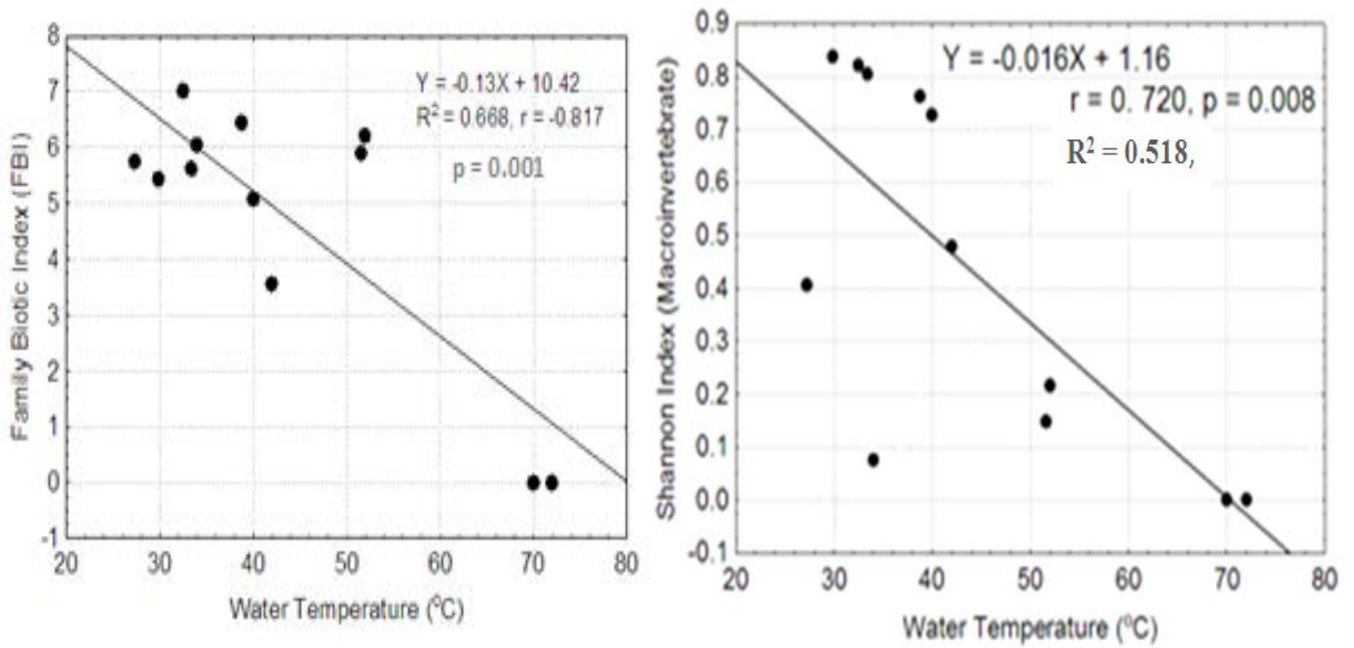 8
7
6
5
4
3
2
1
0
-1
20 30 40 50 60 70 80
Family Biotic Index (FBI)
Water Temperature (⁰C)
Y = -0.13X + 10.42
R² = 0.668, r = -0.817
p = 0.001
0.9
0.8
0.7
0.6
0.5
0.4
0.3
0.2
0.1
0.0
-0.1
20 30 40 50 60 70 80
Shannon Index (Macroinvertebrate)
Water Temperature (⁰C)
Y = -0.016X + 1.16
r = 0. 720, p = 0.008
R² = 0.518,